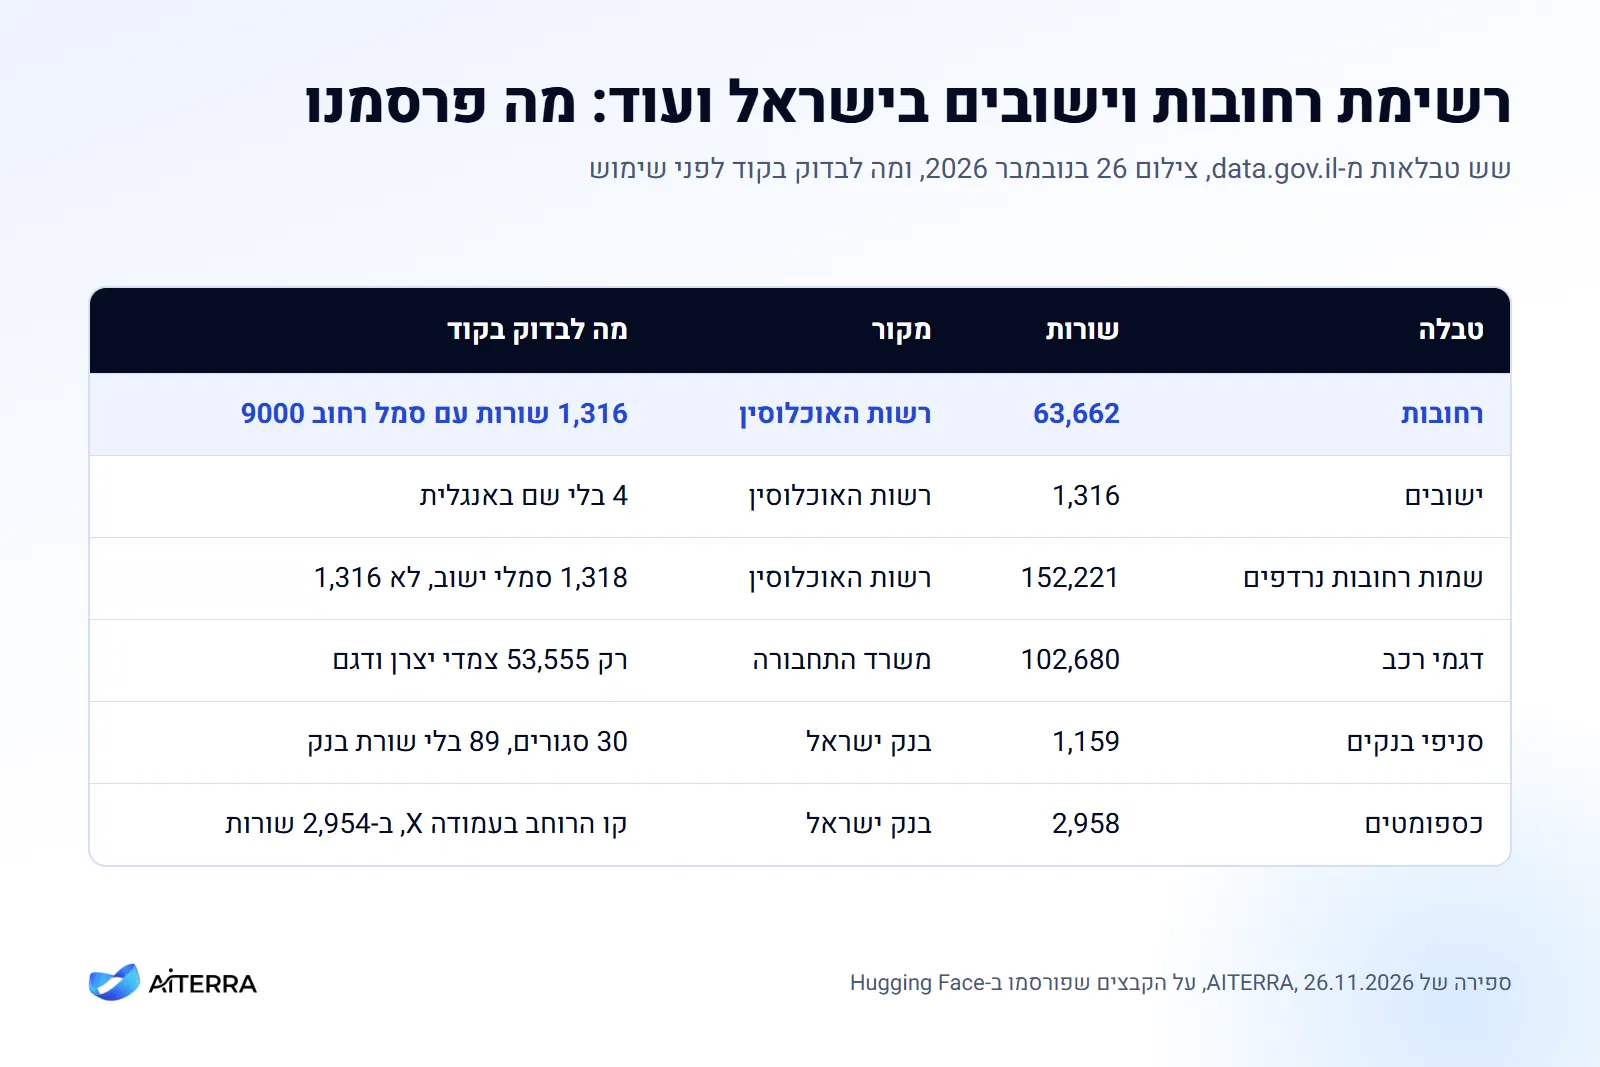 רשימת רחובות וישובים בישראל ועוד: מה פרסמנו
שש טבלאות מ-data.gov.il, צילום 26 בנובמבר 2026, ומה לבדוק בקוד לפני שימוש
טבלה שורות מקור מה לבדוק בקוד
רחובות 63,662 רשות האוכלוסין 1,316 שורות עם סמל רחוב 9000
ישובים 1,316 רשות האוכלוסין 4 בלי שם באנגלית
שמות רחובות נרדפים 152,221 רשות האוכלוסין 1,318 סמלי ישוב, לא 1,316
דגמי רכב 102,680 משרד התחבורה רק 53,555 צמדי יצרן ודגם
סניפי בנקים 1,159 בנק ישראל 30 סגורים, 89 בלי שורת בנק
כספומטים 2,958 בנק ישראל קו הרוחב בעמודה X, ב-2,954 שורות
ספירה של AITERRA, 26.11.2026, על הקבצים שפורסמו ב-Hugging Face
AITERRA